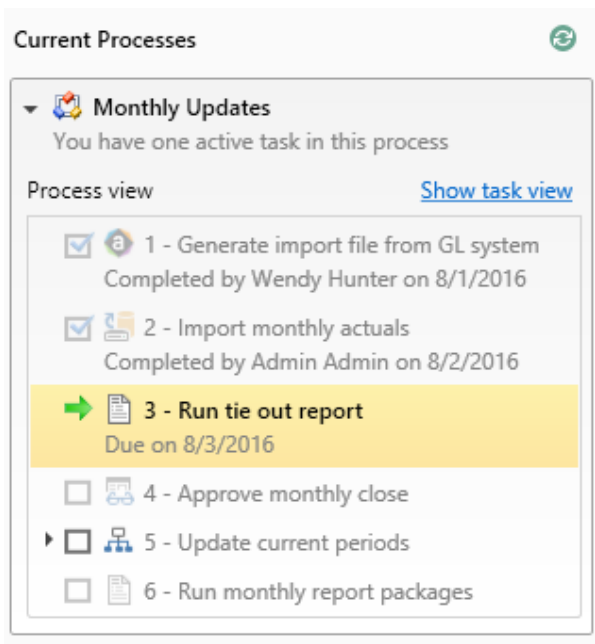 Current Processes
Monthly Updates
You have one active task in this process
Process view Show task view
1 - Generate import file from GL system
Completed by Wendy Hunter on 8/1/2016
2 - Import monthly actuals
Completed by Admin Admin on 8/2/2016
3 - Run tie out report
Due on 8/3/2016
4 - Approve monthly close
5 - Update current periods
6 - Run monthly report packages